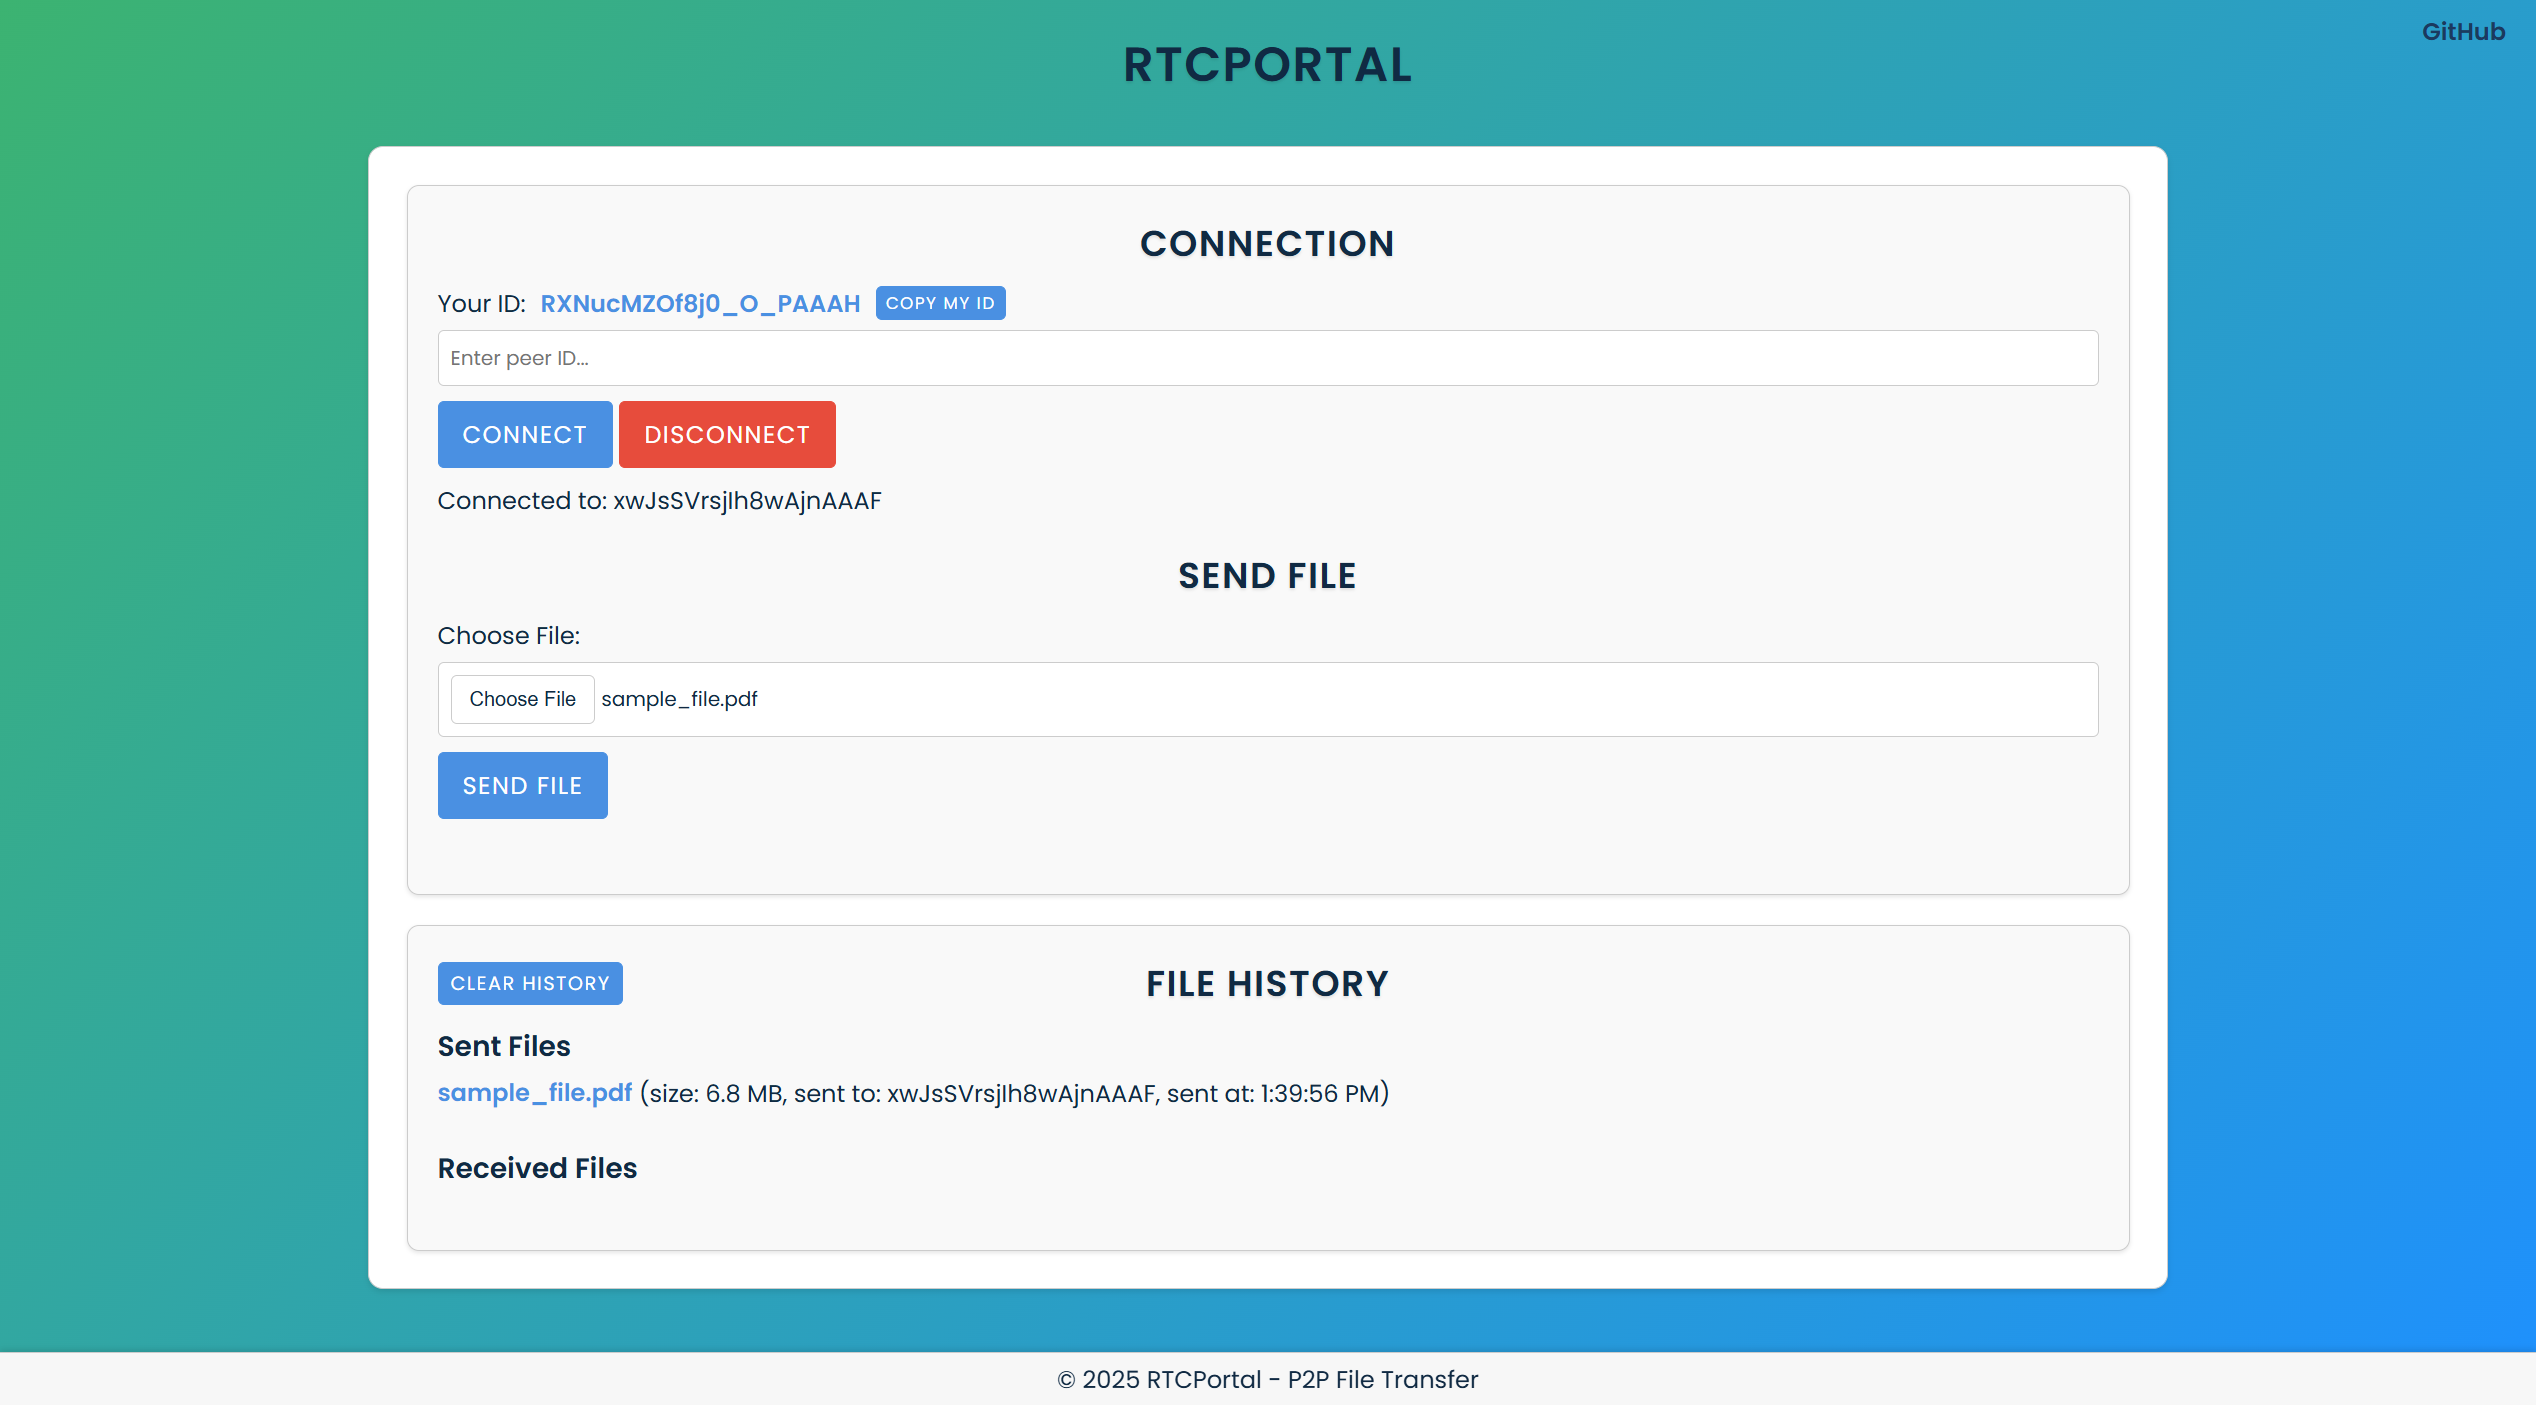 GitHub
RTCPORTAL
CONNECTION
Your ID: RXNucMZOf8j0_O_PAAAH COPY MY ID
Enter peer ID...
CONNECT DISCONNECT
Connected to: xwJsSVrsjIh8wAjnAAAF
SEND FILE
Choose File:
Choose File sample_file.pdf
SEND FILE
CLEAR HISTORY FILE HISTORY
Sent Files
sample_file.pdf (size: 6.8 MB, sent to: xwJsSVrsjIh8wAjnAAAF, sent at: 1:39:56 PM)
Received Files
© 2025 RTCPortal - P2P File Transfer